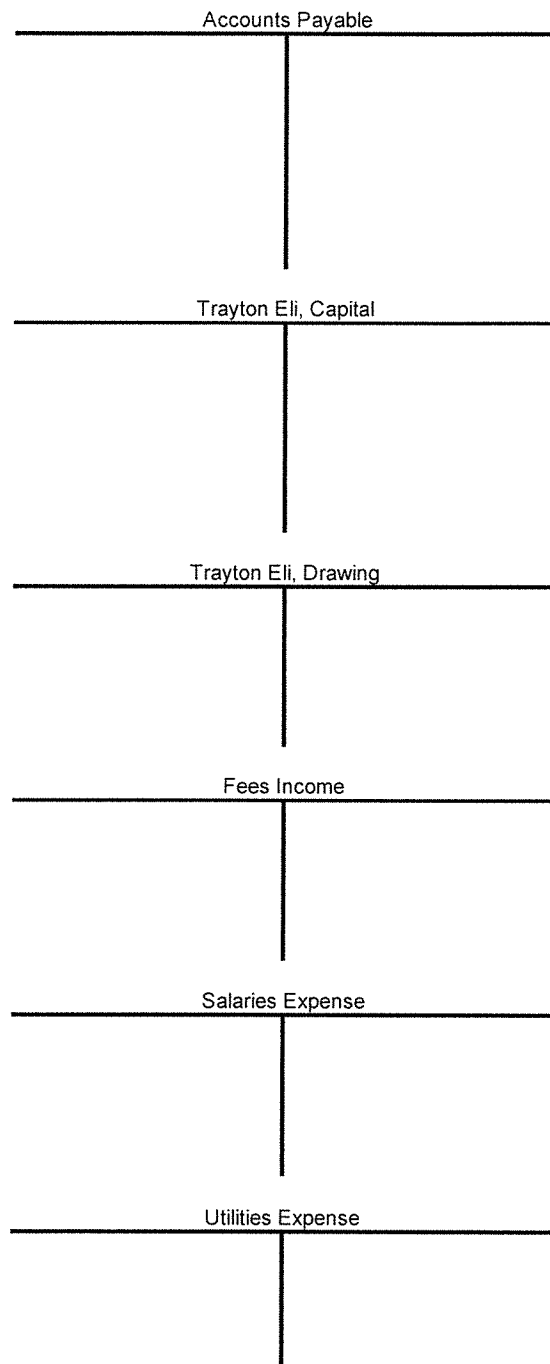 Accounts Payable
Trayton Eli, Capital
Trayton Eli, Drawing
Fees Income
Salaries Expense
Utilities Expense